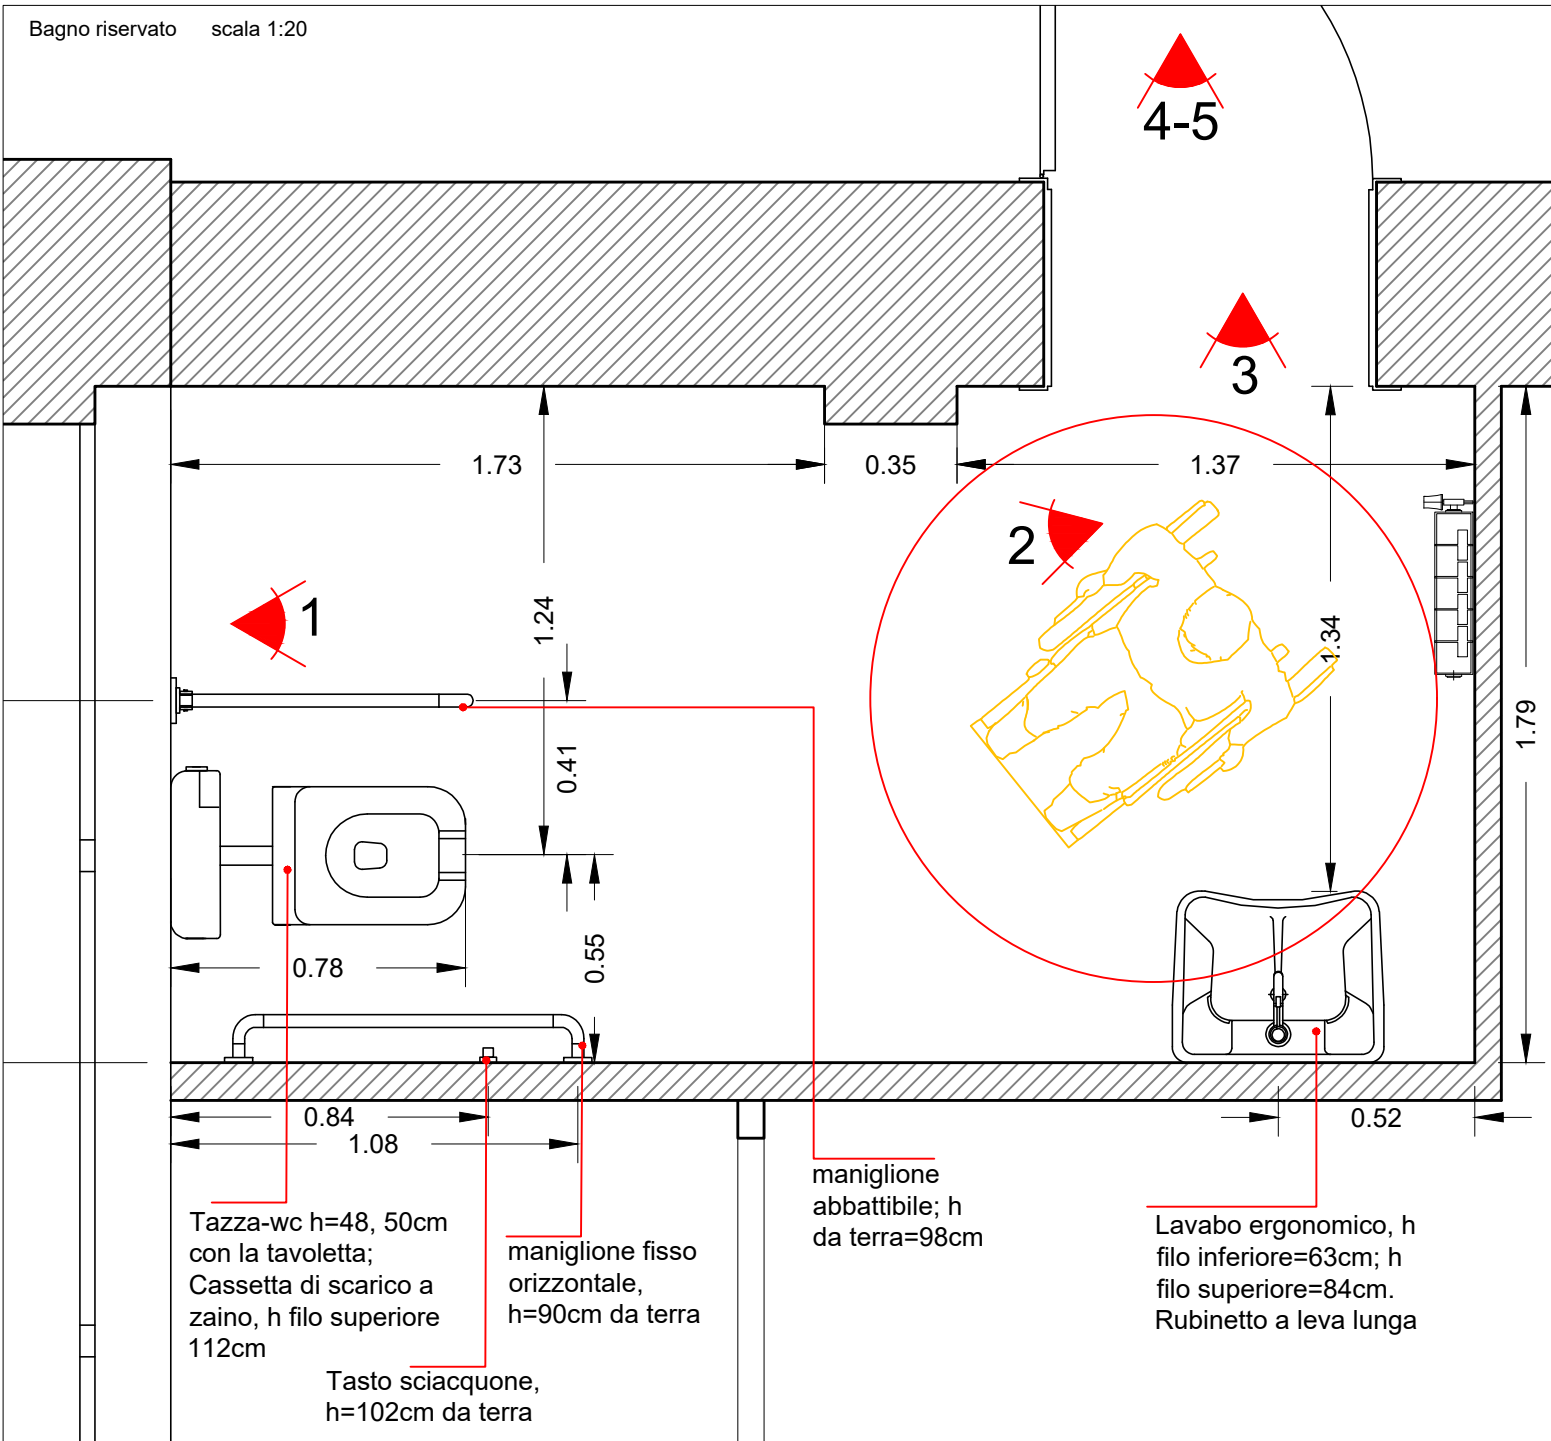 Bagno riservato scala 1:20
4-5
3
1.73
0.35
1.37
2
1
1.24
1.34
0.41
1.79
0.55
0.78
0.84
1.08
0.52
Tazza-wc h=48, 50cm
con la tavoletta;
Cassetta di scarico a
zaino, h filo superiore
112cm
maniglione fisso
orizzontale,
h=90cm da terra
Tasto sciacquone,
h=102cm da terra
maniglione
abbattibile; h
da terra=98cm
Lavabo ergonomico, h
filo inferiore=63cm; h
filo superiore=84cm.
Rubinetto a leva lunga